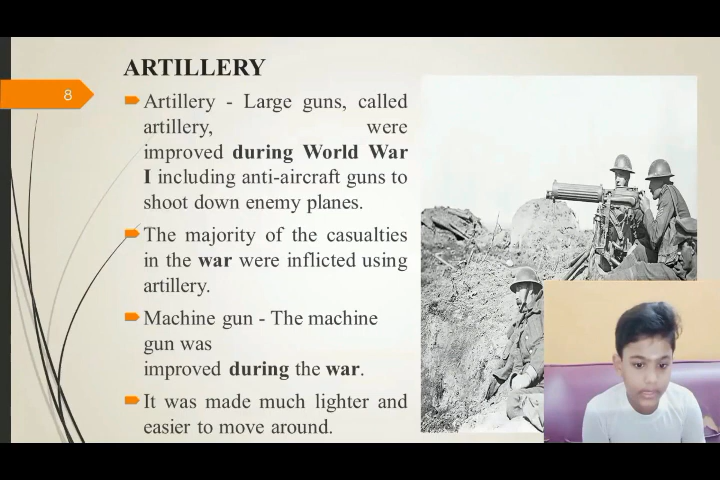 ARTILLERY
8
Artillery - Large guns, called
artillery, were
improved during World War
I including anti-aircraft guns to
shoot down enemy planes.
The majority of the casualties
in the war were inflicted using
artillery.
Machine gun - The machine
gun was
improved during the war.
It was made much lighter and
easier to move around.